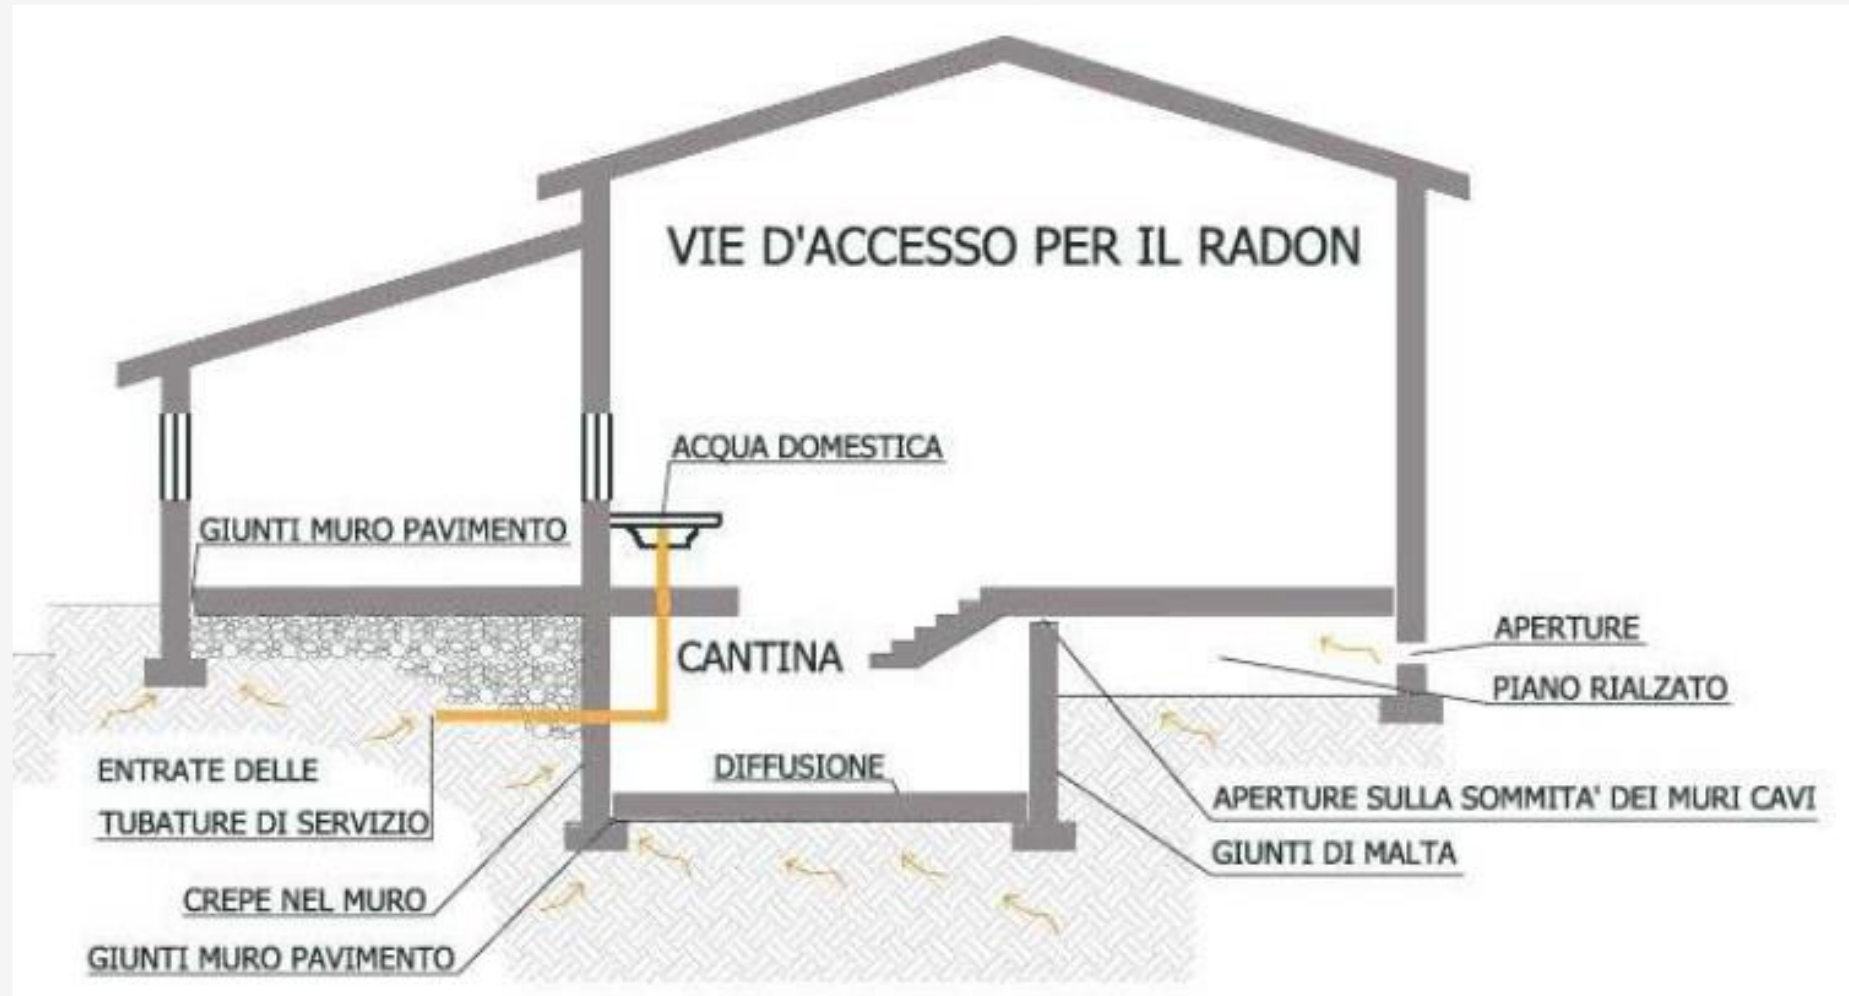 VIE D'ACCESSO PER IL RADON
ACQUA DOMESTICA
GIUNTI MURO PAVIMENTO
APERTURE
CANTINA
PIANO RIALZATO
ENTRATE DELLE
TUBATURE DI SERVIZIO
DIFFUSIONE
APERTURE SULLA SOMMITA' DEI MURI CAVI
GIUNTI DI MALTA
CREPE NEL MURO
GIUNTI MURO PAVIMENTO